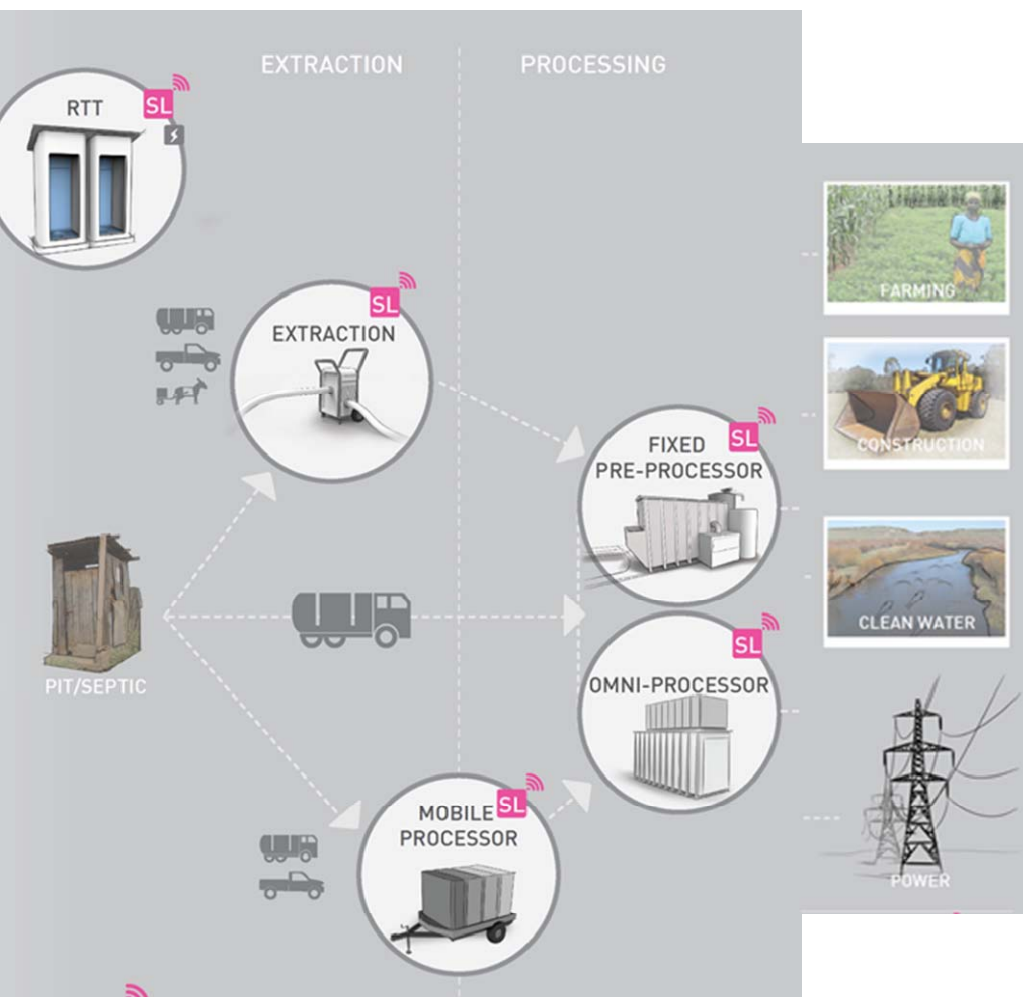 EXTRACTION
PROCESSING
RTT
SL
SL
EXTRACTION
FARMING
CONSTRUCTION
SL
FIXED
PRE-PROCESSOR
CLEAN WATER
SL
PIT/SEPTIC
OMNI-PROCESSOR
SL
MOBILE
PROCESSOR
POWER